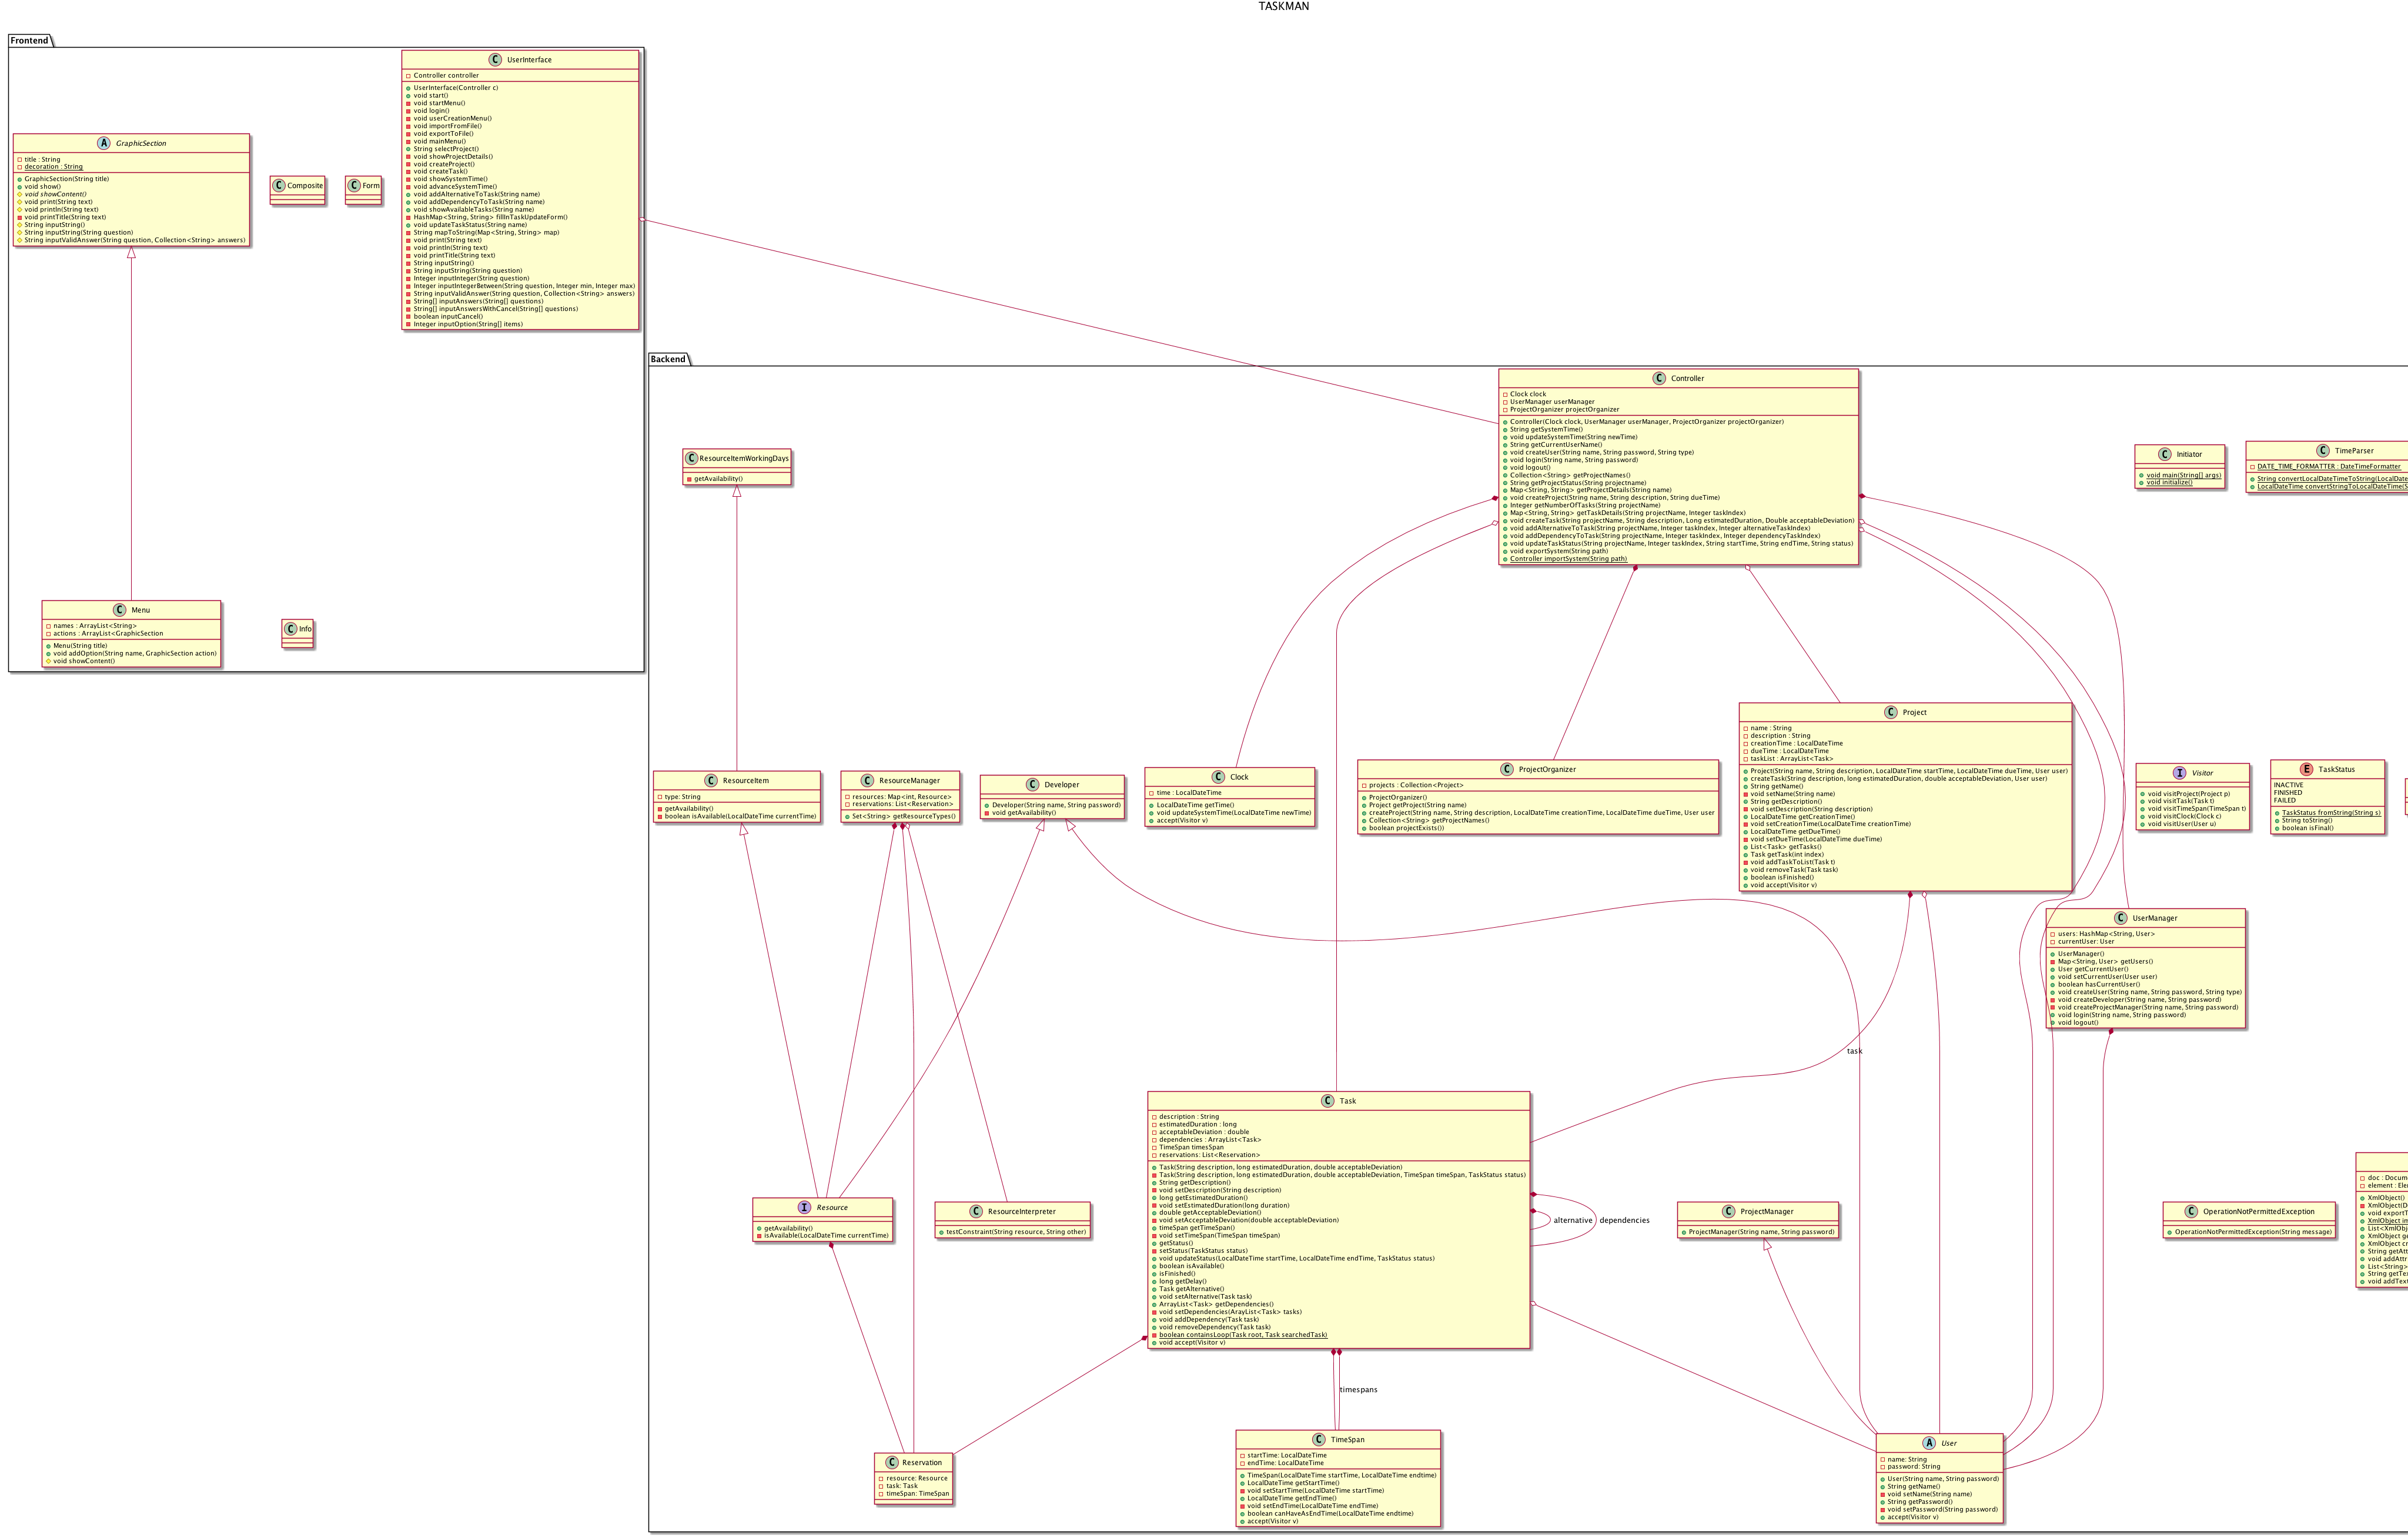 TASKMAN
Frontend
UserInterface
Controller controller
UserInterface(Controller c)
void start()
void startMenu()
void login()
void userCreationMenu()
void importFromFile()
void exportToFile()
void mainMenu()
String selectProject()
void showProjectDetails()
void createProject()
void createTask()
void showSystemTime()
void advanceSystemTime()
void addAlternativeToTask(String name)
void addDependencyToTask(String name)
void showAvailableTasks(String name)
HashMap<String, String> fillInTaskUpdateForm()
void updateTaskStatus(String name)
String mapToString(Map<String, String> map)
void print(String text)
void println(String text)
void printTitle(String text)
String inputString()
String inputString(String question)
Integer inputInteger(String question)
Integer inputIntegerBetween(String question, Integer min, Integer max)
String inputValidAnswer(String question, Collection<String> answers)
String[] inputAnswers(String[] questions)
String[] inputAnswersWithCancel(String[] questions)
boolean inputCancel()
Integer inputOption(String[] items)
GraphicSection
title : String
decoration : String
GraphicSection(String title)
void show()
void showContent()
void print(String text)
void println(String text)
void printTitle(String text)
String inputString()
String inputString(String question)
String inputValidAnswer(String question, Collection<String> answers)
Composite
Form
Menu
names : ArrayList<String>
actions : ArrayList<GraphicSection
Menu(String title)
void addOption(String name, GraphicSection action)
void showContent()
Info
Backend
Controller
Clock clock
UserManager userManager
ProjectOrganizer projectOrganizer
Controller(Clock clock, UserManager userManager, ProjectOrganizer projectOrganizer)
String getSystemTime()
void updateSystemTime(String newTime)
String getCurrentUserName()
void createUser(String name, String password, String type)
void login(String name, String password)
void logout()
Collection<String> getProjectNames()
String getProjectStatus(String projectname)
Map<String, String> getProjectDetails(String name)
void createProject(String name, String description, String dueTime)
Integer getNumberOfTasks(String projectName)
Map<String, String> getTaskDetails(String projectName, Integer taskIndex)
void createTask(String projectName, String description, Long estimatedDuration, Double acceptableDeviation)
void addAlternativeToTask(String projectName, Integer taskIndex, Integer alternativeTaskIndex)
void addDependencyToTask(String projectName, Integer taskIndex, Integer dependencyTaskIndex)
void updateTaskStatus(String projectName, Integer taskIndex, String startTime, String endTime, String status)
void exportSystem(String path)
Controller importSystem(String path)
ResourceItemWorkingDays
getAvailability()
Initiator
void main(String[] args)
void initialize()
TimeParser
DATE_TIME_FORMATTER : DateTimeFormatter
String convertLocalDateTimeToString(LocalDate
LocalDateTime convertStringToLocalDateTime(S
ResourceItem
type: String
getAvailability()
boolean isAvailable(LocalDateTime currentTime)
ResourceManager
resources: Map<int, Resource>
reservations: List<Reservation>
Set<String> getResourceTypes()
Developer
Developer(String name, String password)
void getAvailability()
Clock
time : LocalDateTime
LocalDateTime getTime()
void updateSystemTime(LocalDateTime newTime)
accept(Visitor v)
ProjectOrganizer
projects : Collection<Project>
ProjectOrganizer()
Project getProject(String name)
createProject(String name, String description, LocalDateTime creationTime, LocalDateTime dueTime, User user
Collection<String> getProjectNames()
boolean projectExists())
Project
name : String
description : String
creationTime : LocalDateTime
dueTime : LocalDateTime
taskList : ArrayList<Task>
Project(String name, String description, LocalDateTime startTime, LocalDateTime dueTime, User user)
createTask(String description, long estimatedDuration, double acceptableDeviation, User user)
String getName()
void setName(String name)
String getDescription()
void setDescription(String description)
LocalDateTime getCreationTime()
void setCreationTime(LocalDateTime creationTime)
LocalDateTime getDueTime()
void setDueTime(LocalDateTime dueTime)
List<Task> getTasks()
Task getTask(int index)
void addTaskToList(Task t)
void removeTask(Task task)
boolean isFinished()
void accept(Visitor v)
Visitor
void visitProject(Project p)
void visitTask(Task t)
void visitTimeSpan(TimeSpan t)
void visitClock(Clock c)
void visitUser(User u)
TaskStatus
INACTIVE
FINISHED
FAILED
TaskStatus fromString(String s)
String toString()
boolean isFinal()
UserManager
users: HashMap<String, User>
currentUser: User
UserManager()
Map<String, User> getUsers()
User getCurrentUser()
void setCurrentUser(User user)
boolean hasCurrentUser()
void createUser(String name, String password, String type)
void createDeveloper(String name, String password)
void createProjectManager(String name, String password)
void login(String name, String password)
void logout()
task
Task
description : String
estimatedDuration : long
acceptableDeviation : double
dependencies : ArrayList<Task>
TimeSpan timesSpan
reservations: List<Reservation>
Task(String description, long estimatedDuration, double acceptableDeviation)
Task(String description, long estimatedDuration, double acceptableDeviation, TimeSpan timeSpan, TaskStatus status)
String getDescription()
void setDescription(String description)
long getEstimatedDuration()
void setEstimatedDuration(long duration)
double getAcceptableDeviation()
void setAcceptableDeviation(double acceptableDeviation)
timeSpan getTimeSpan()
void setTimeSpan(TimeSpan timeSpan)
getStatus()
setStatus(TaskStatus status)
void updateStatus(LocalDateTime startTime, LocalDateTime endTime, TaskStatus status)
boolean isAvailable()
isFinished()
long getDelay()
Task getAlternative()
void setAlternative(Task task)
ArrayList<Task> getDependencies()
void setDependencies(ArayList<Task> tasks)
void addDependency(Task task)
void removeDependency(Task task)
boolean containsLoop(Task root, Task searchedTask)
void accept(Visitor v)
alternative
dependencies
Resource
getAvailability()
isAvailable(LocalDateTime currentTime)
ResourceInterpreter
testConstraint(String resource, String other)
ProjectManager
ProjectManager(String name, String password)
OperationNotPermittedException
OperationNotPermittedException(String message)
doc : Docume
element : Ele
XmlObject()
XmlObject(D
void exportT
XmlObject im
List<XmlObj
XmlObject ge
XmlObject cr
String getAtt
void addAttr
List<String>
String getTe
void addText
timespans
Reservation
resource: Resource
task: Task
timeSpan: TimeSpan
TimeSpan
startTime: LocalDateTime
endTime: LocalDateTime
TimeSpan(LocalDateTime startTime, LocalDateTime endtime)
LocalDateTime getStartTime()
void setStartTime(LocalDateTime startTime)
LocalDateTime getEndTime()
void setEndTime(LocalDateTime endTime)
boolean canHaveAsEndTime(LocalDateTime endtime)
accept(Visitor v)
User
name: String
password: String
User(String name, String password)
String getName()
void setName(String name)
String getPassword()
void setPassword(String password)
accept(Visitor v)